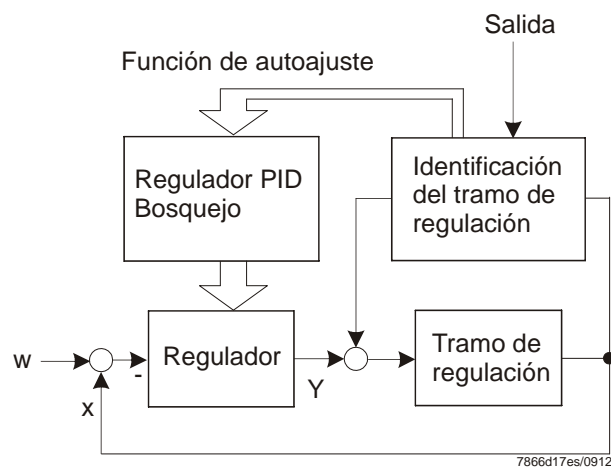 Salida
Función de autoajuste
Regulador PID
Bosquejo
Identificación
del tramo de
regulación
w
-
x
Regulador
Y
Tramo de
regulación
7866d17es/0912